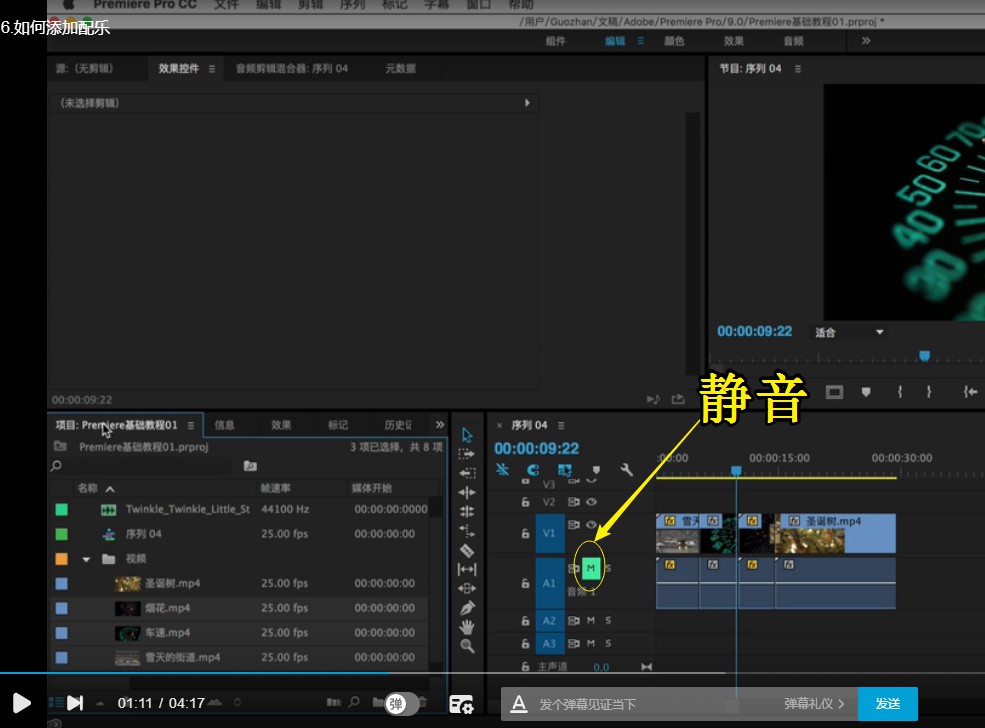 Premiere Pro CC 文件 编辑 剪辑 序列 标记 字幕 窗口 帮助
6.如何添加配乐
/用户/Guozhan/文稿/Adobe/Premiere Pro/9.0/Premiere基础教程01.prproj *
组件 编辑 颜色 效果 音频
源:(无剪辑) 效果控件 音频剪辑混合器: 序列 04 元数据
节目: 序列 04
(未选择剪辑)
30 40 50 60 70
00:00:09:22 适合
00:00:09:22
静音
项目: Premiere基础教程01 信息 效果 标记 历史记
Premiere基础教程01.prproj 3 项已选择，共 8 项
名称 帧速率 媒体开始
Twinkle_Twinkle_Little_St 44100 Hz 00:00:00:0000
序列 04 25.00 fps
视频
圣诞树.mp4 25.00 fps 00:00:00:00
烟花.mp4 25.00 fps 00:00:00:00
车速.mp4 25.00 fps 00:00:00:00
雪天的街道.mp4 25.00 fps 00:00:00:00
× 序列 04
00:00:09:22
:00:00 00:00:15:00 00:00:30:00
V3
V2
V1 fx 雪天 fx fx fx 圣诞树.mp4
A1 M S fx fx fx fx
音频 1
A2 M S
A3 M S
主声道 0.0
01:11 / 04:17 弹 A 发个弹幕见证当下 弹幕礼仪 > 发送